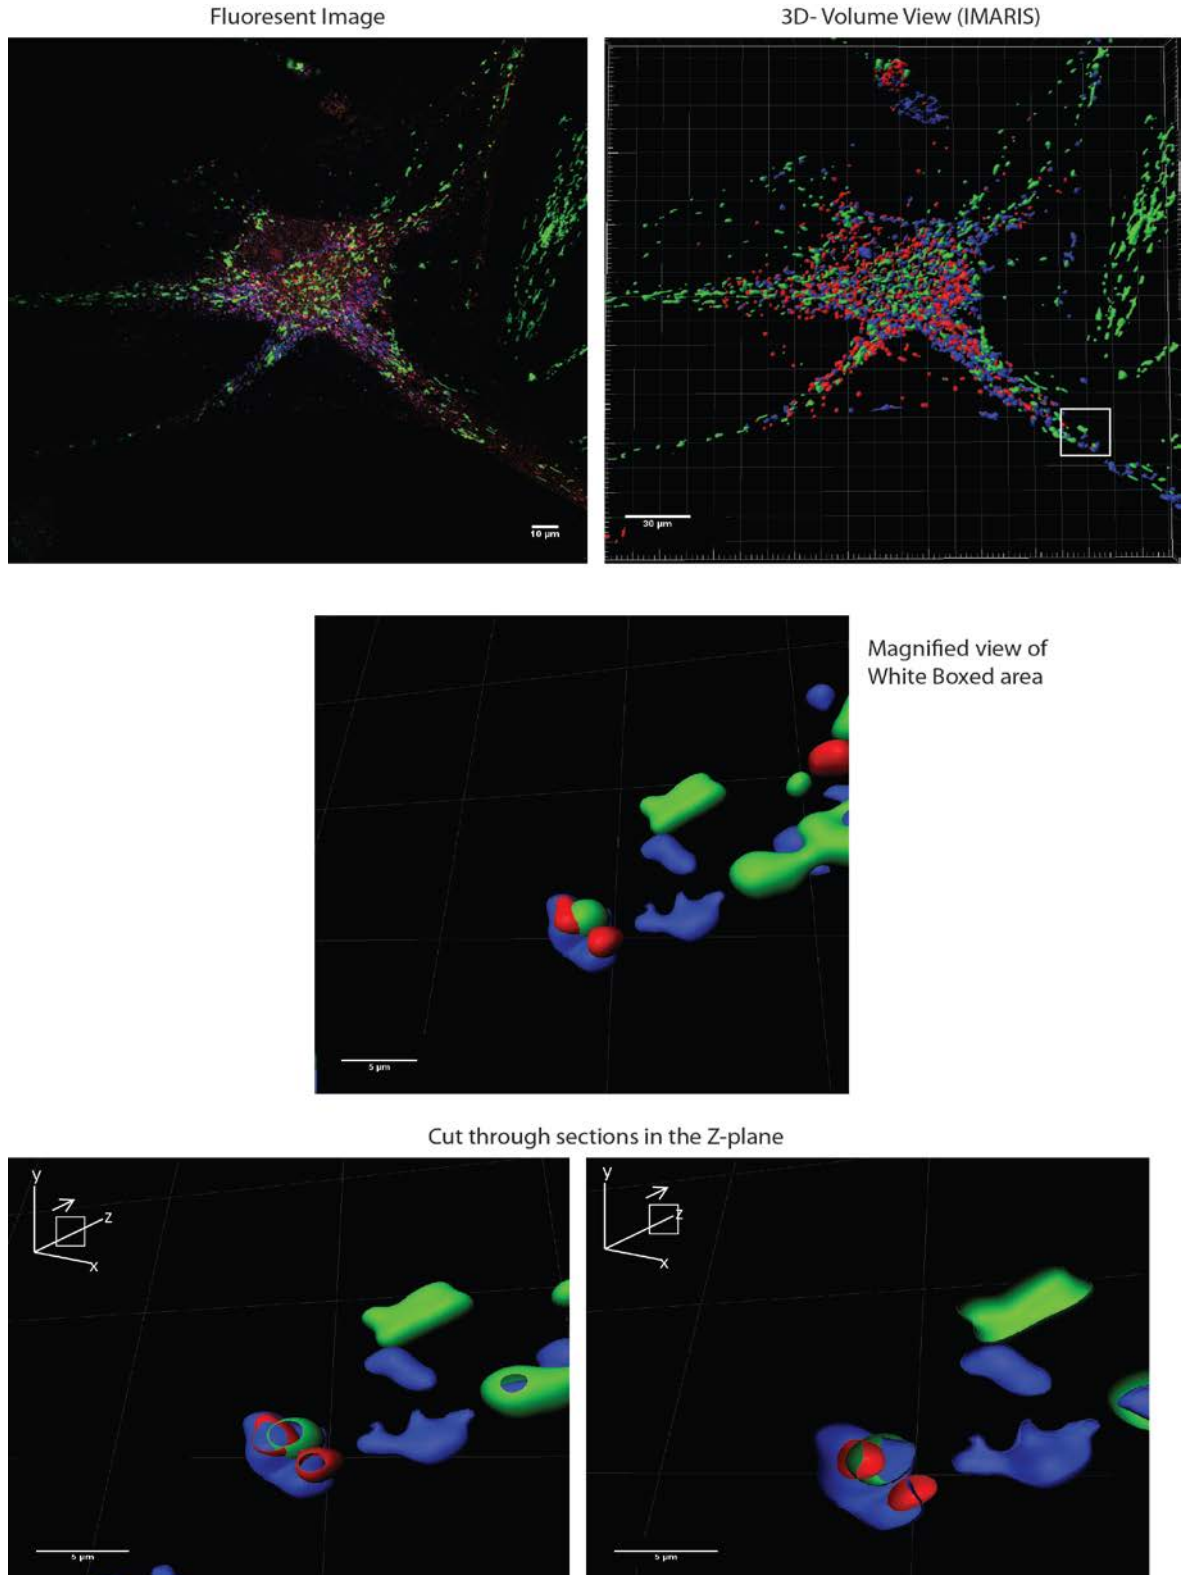 Fluoresent Image
3D- Volume View (IMARIS)
10 µm
30 µm
Magnified view of
White Boxed area
5 µm
Cut through sections in the Z-plane
y
z
x
5 µm
y
z
x
5 µm